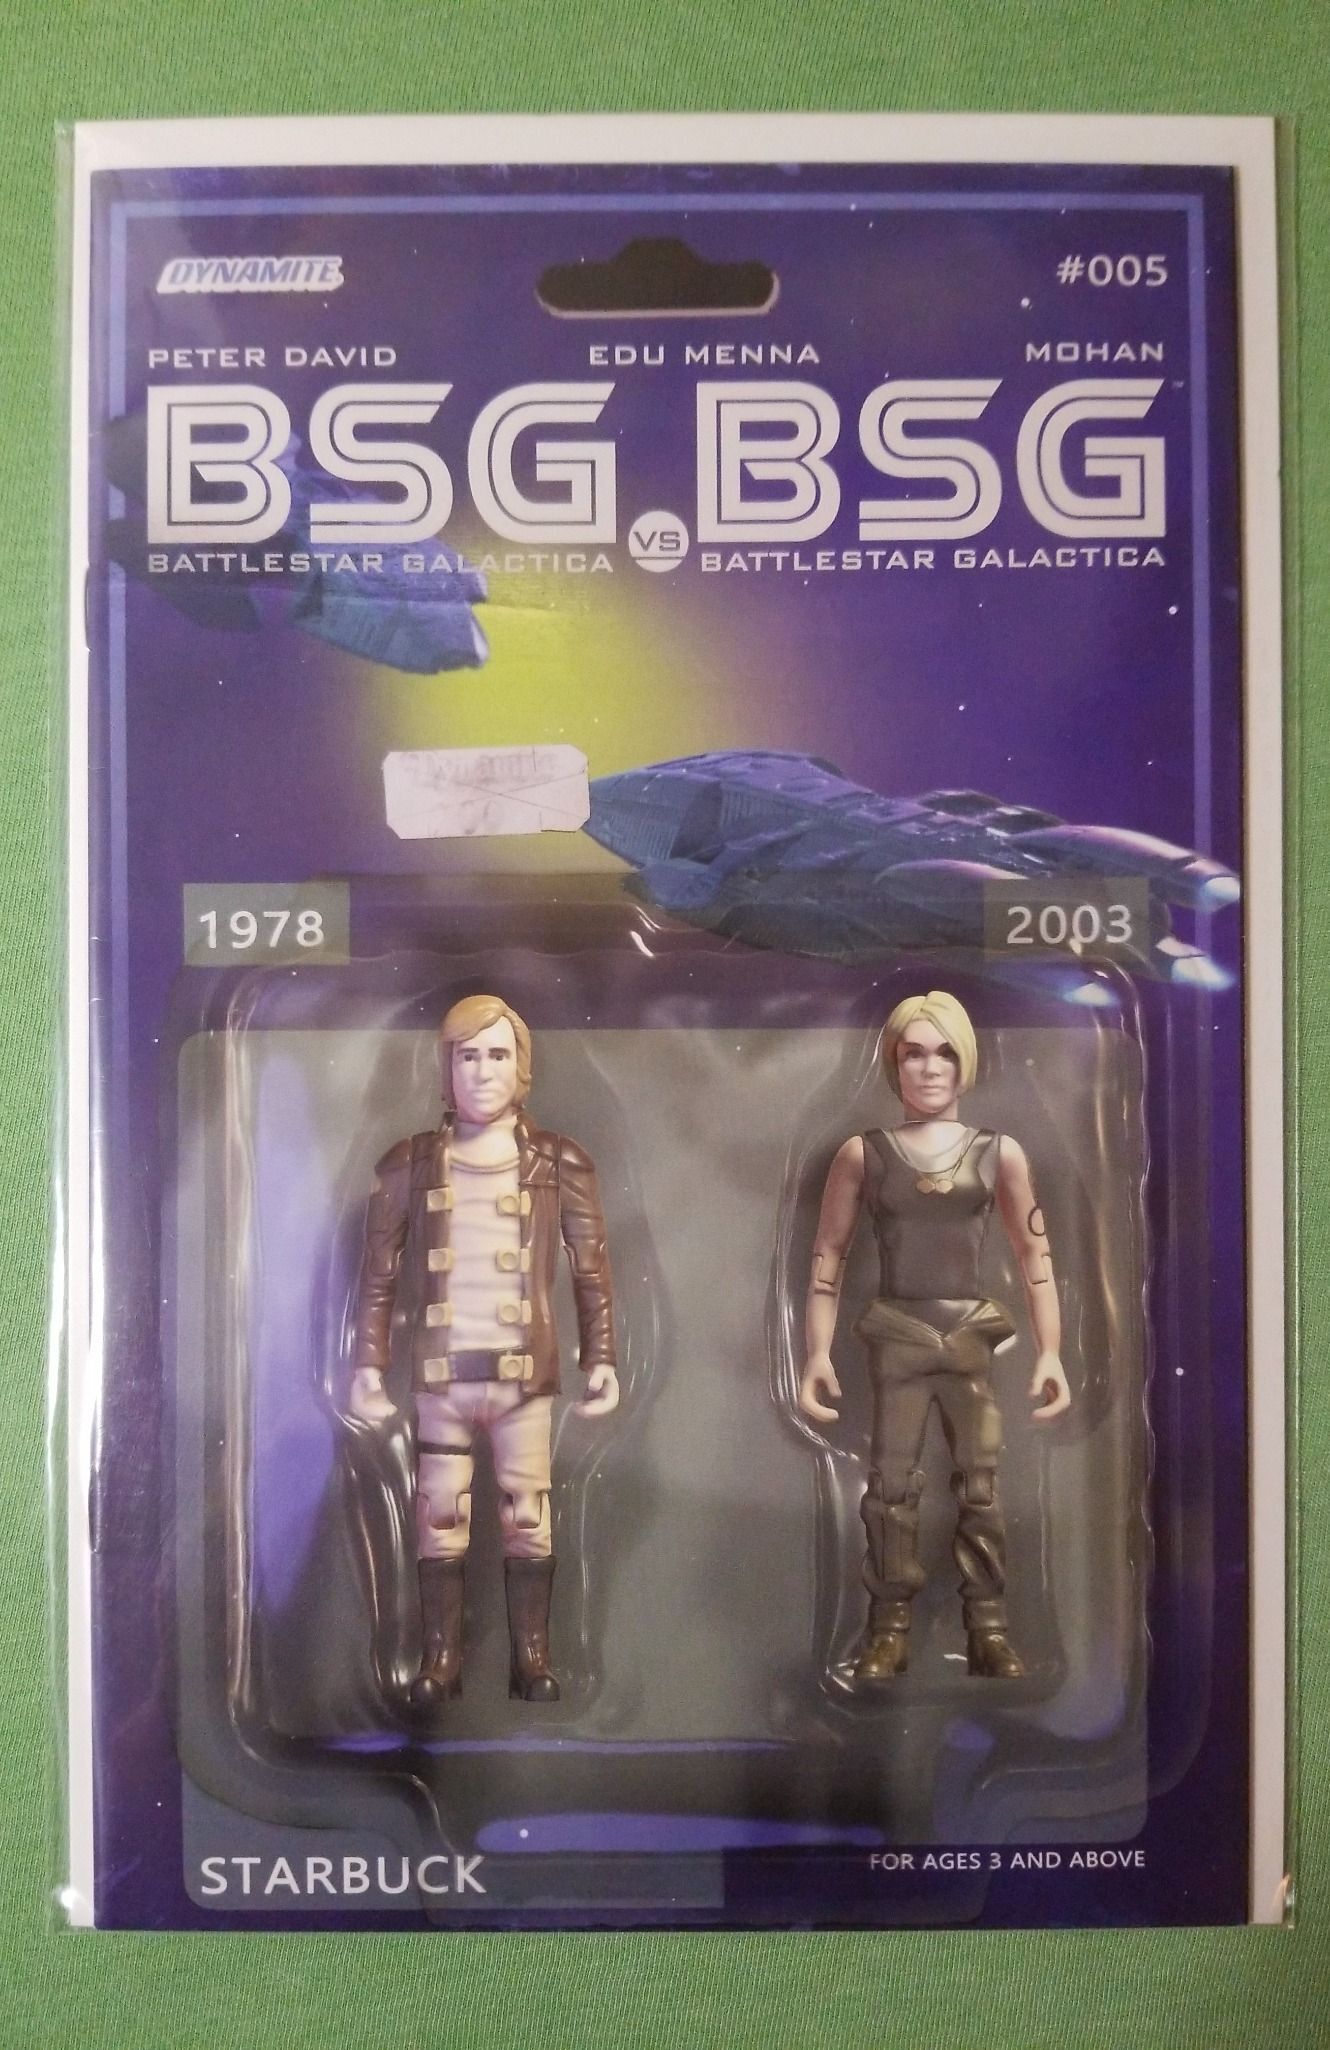 DYNAMITE #005
PETER DAVID EDU MENNA MOHAN
BSG VS BSG™
BATTLESTAR GALACTICA BATTLESTAR GALACTICA
1978 2003
STARBUCK FOR AGES 3 AND ABOVE